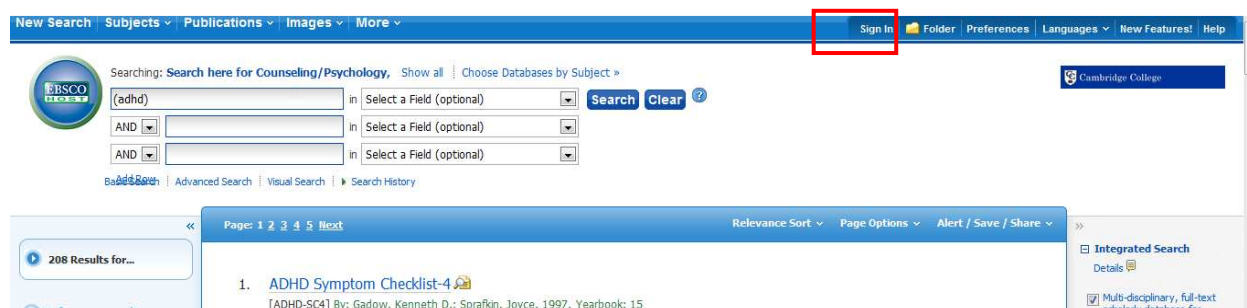 New Search Subjects Publications Images More Sign In Folder Preferences Languages New Features! Help
Searching: Search here for Counseling/Psychology, Show all Choose Databases by Subject »
EBSCO HOST
(adhd) in Select a Field (optional) Search Clear ?
AND in Select a Field (optional)
AND in Select a Field (optional)
Add Row
Basic Search Advanced Search Visual Search Search History
Cambridge College
« Page: 1 2 3 4 5 Next Relevance Sort Page Options Alert / Save / Share »
208 Results for...
Integrated Search
Details
1. ADHD Symptom Checklist-4
[ADHD-SC4] By: Gadow, Kenneth D.; Sprafkin, Joyce. 1997. Yearbook: 15
Multi-disciplinary, full-text